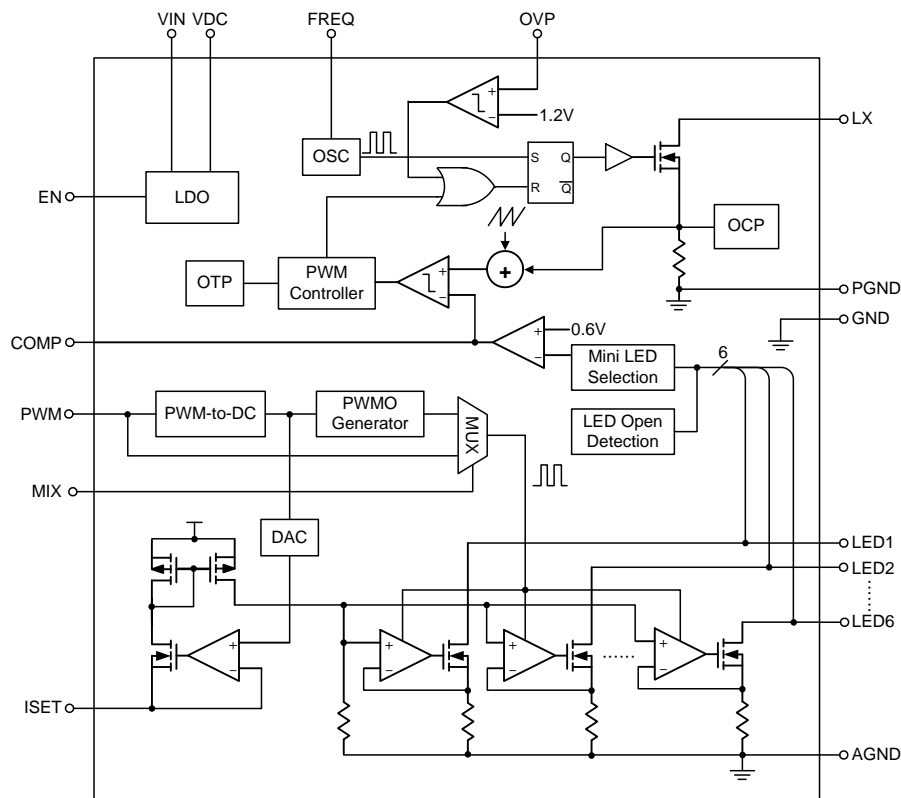 VIN VDC
FREQ
OVP
1.2V
LX
OSC
S Q
R Q
EN
LDO
OCP
OTP
PWM
Controller
+
+
−
+
−
PGND
GND
COMP
+
−
0.6V
Mini LED
Selection
6
PWM
PWM-to-DC
PWMO
Generator
MUX
LED Open
Detection
MIX
DAC
LED1
LED2
LED6
+
−
+
−
+
−
+
−
ISET
AGND